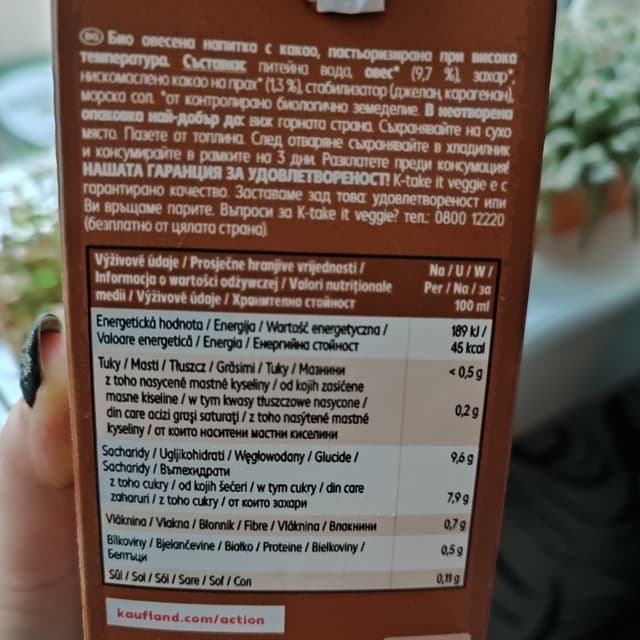 BG Био овесена напитка с какао, пастьоризирана при висока
температура. Съставки: питейна вода, овес* (9,7 %), захар*,
нискомаслено какао на прах* (1,3 %), стабилизатор (джелан, карагенан),
морска сол. *от контролирано биологично земеделие. В неотворена
опаковка най-добър до: виж горната страна. Съхранявайте на сухо
място. Пазете от топлина. След отваряне съхранявайте в хладилник
и консумирайте в рамките на 3 дни. Разклатете преди консумация!
НАШАТА ГАРАНЦИЯ ЗА УДОВЛЕТВОРЕНОСТ! K-take it veggie е с
гарантирано качество. Заставаме зад това: удовлетвореност или
Ви връщаме парите. Въпроси за K-take it veggie? тел.: 0800 12220
(безплатно от цялата страна).
Výživové údaje / Prosječne hranjive vrijednosti /
Informacja o wartości odżywczej / Valori nutriționale
medii / Výživové údaje / Хранителна стойност
Na / U / W /
Per / Na / за
100 ml
Energetická hodnota / Energija / Wartość energetyczna /
Valoare energetică / Energia / Енергийна стойност
189 kJ /
45 kcal
Tuky / Masti / Tłuszcz / Grăsimi / Tuky / Мазнини
< 0,5 g
z toho nasycené mastné kyseliny / od kojih zasićene
masne kiseline / w tym kwasy tłuszczowe nasycone /
din care acizi grași saturați / z toho nasýtené mastné
kyseliny / от които наситени мастни киселини
0,2 g
Sacharidy / Ugljikohidrati / Węglowodany / Glucide /
Sacharidy / Въглехидрати
9,6 g
z toho cukry / od kojih šećeri / w tym cukry / din care
zaharuri / z toho cukry / от които захари
7,9 g
Vláknina / Vlakna / Błonnik / Fibre / Vláknina / Влакнини
0,7 g
Bílkoviny / Bjelančevine / Białko / Proteine / Bielkoviny /
Белтъци
0,5 g
Sůl / Sol / Sól / Sare / Soľ / Сол
0,11 g
kaufland.com/action